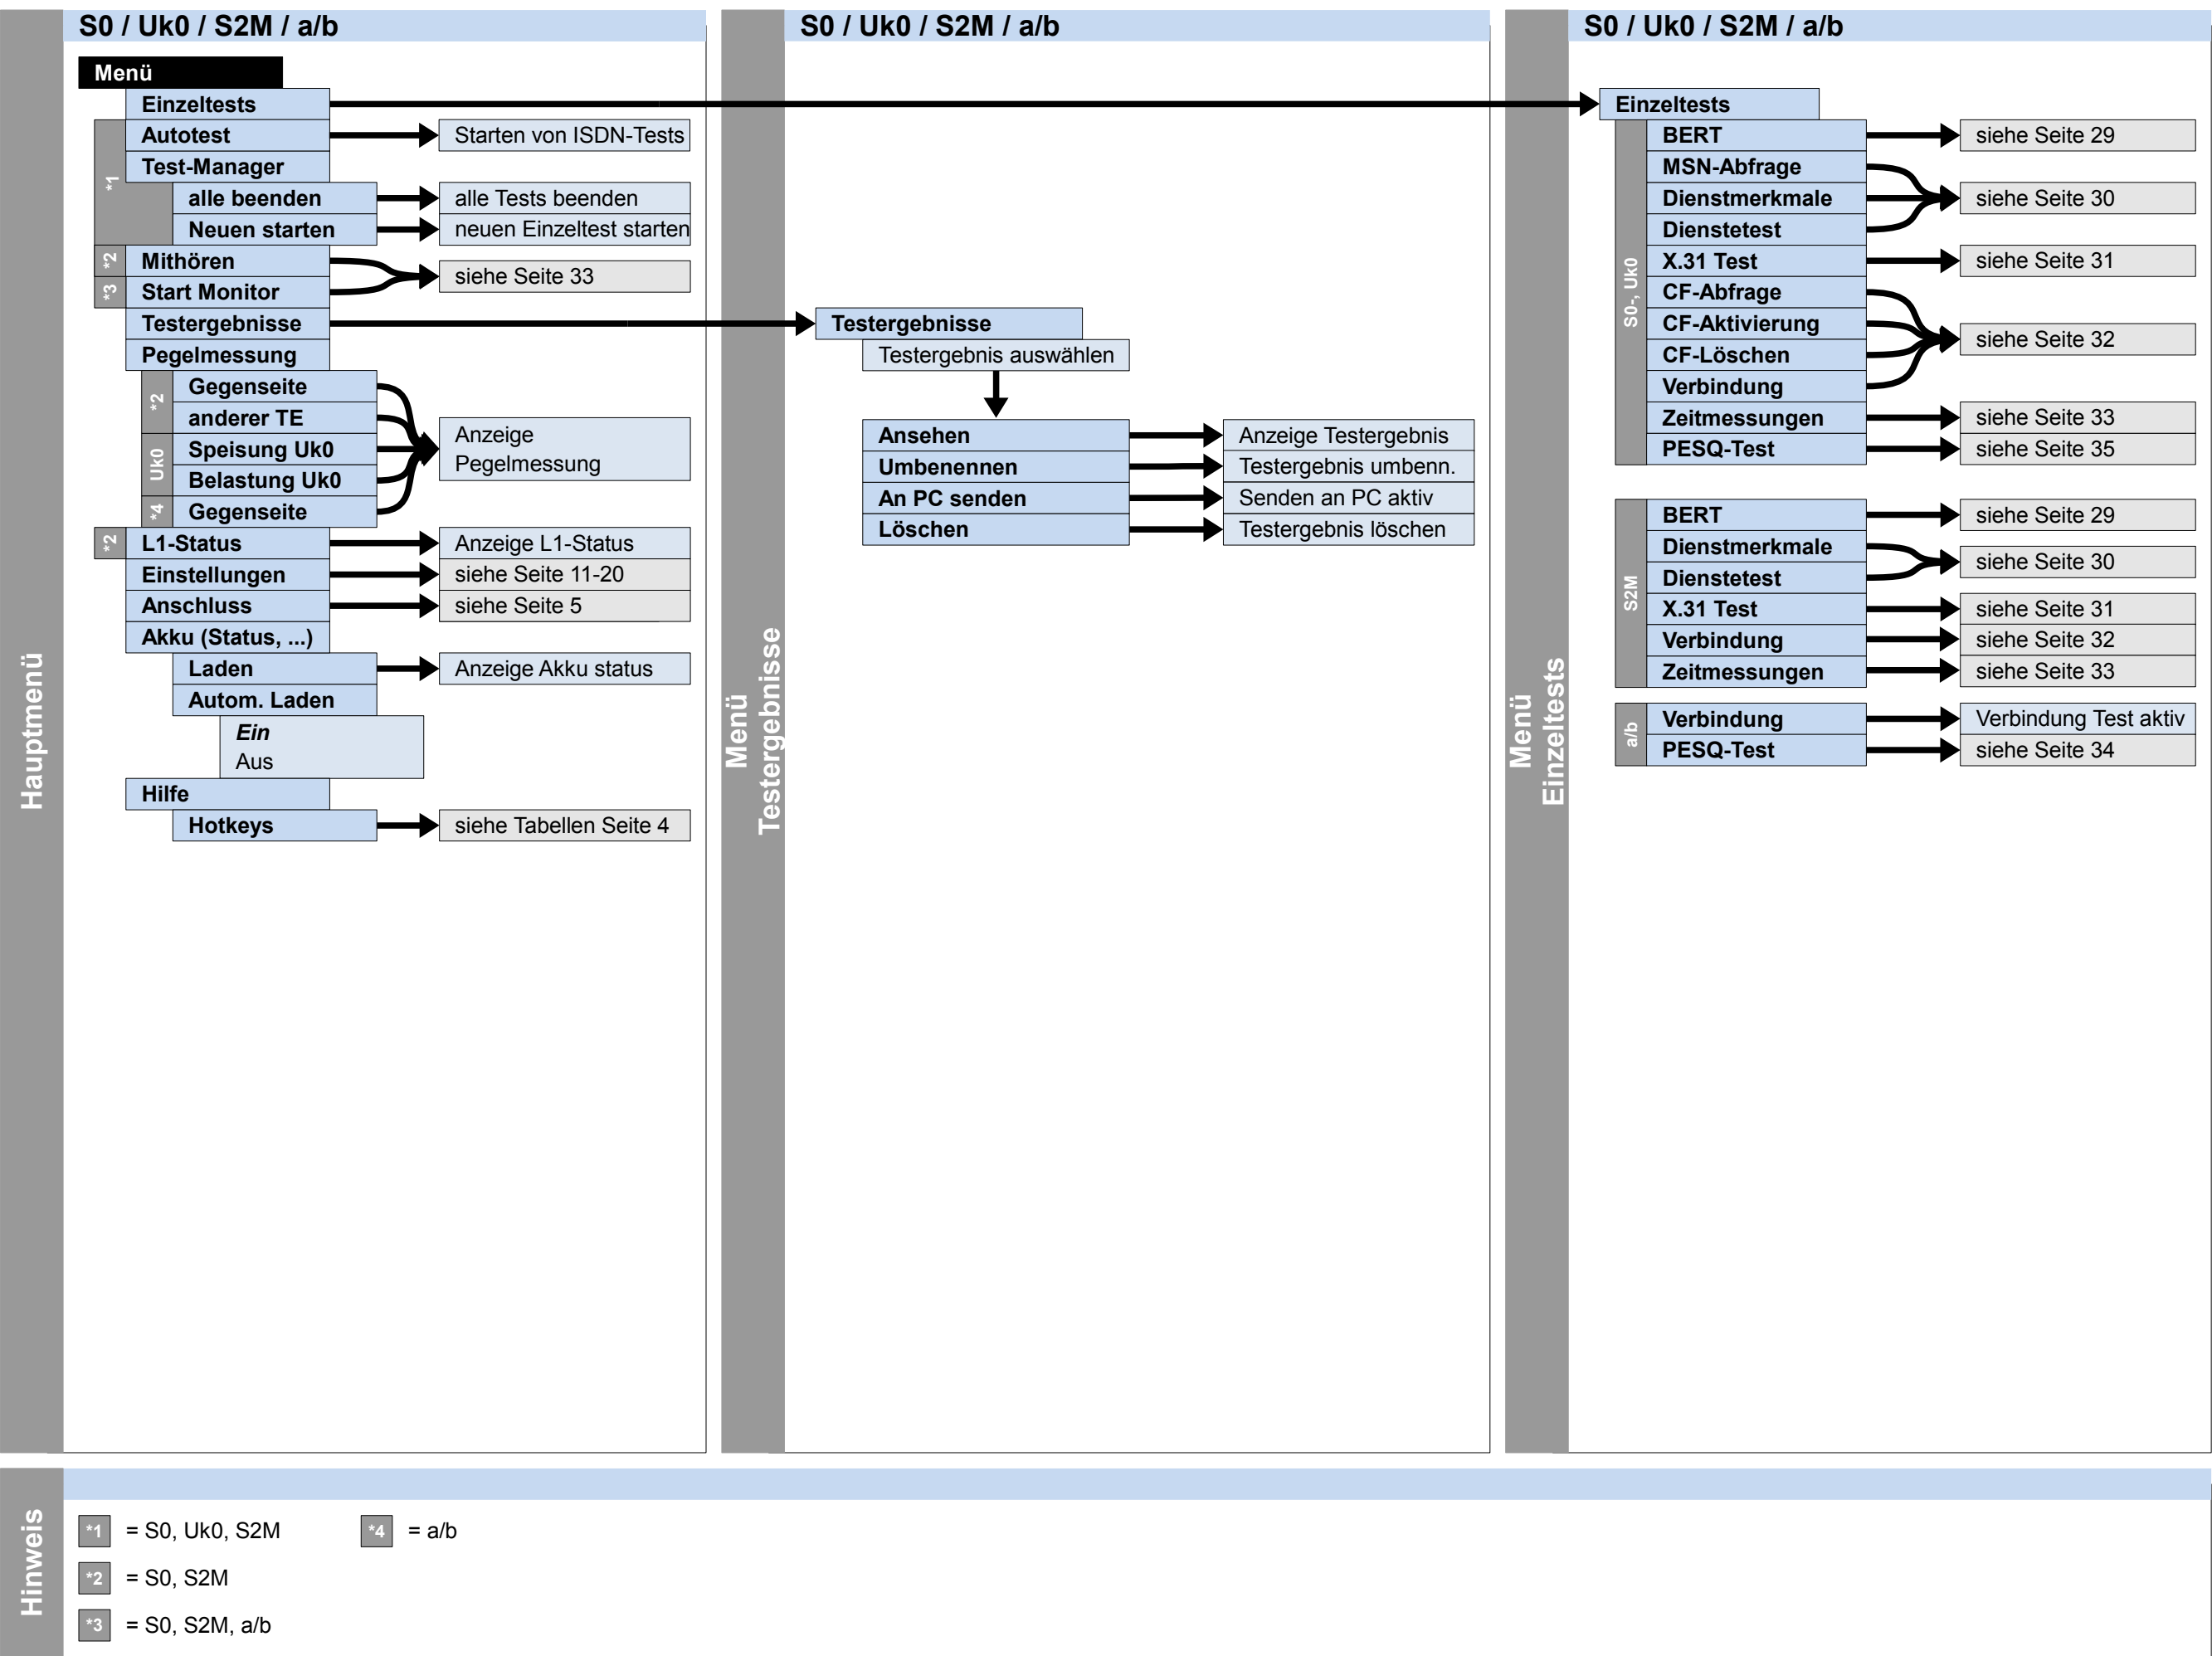 Hauptmenü
S0 / Uk0 / S2M / a/b
Menü
Einzeltests
*1
Autotest
Starten von ISDN-Tests
Test-Manager
alle beenden
alle Tests beenden
Neuen starten
neuen Einzeltest starten
*2
Mithören
*3
Start Monitor
siehe Seite 33
Testergebnisse
Pegelmessung
*2
Gegenseite
anderer TE
Uk0
Speisung Uk0
Belastung Uk0
*4
Gegenseite
Anzeige
Pegelmessung
*2
L1-Status
Anzeige L1-Status
Einstellungen
siehe Seite 11-20
Anschluss
siehe Seite 5
Akku (Status, ...)
Laden
Anzeige Akku status
Autom. Laden
Ein
Aus
Hilfe
Hotkeys
siehe Tabellen Seite 4
Menü
Testergebnisse
S0 / Uk0 / S2M / a/b
Testergebnisse
Testergebnis auswählen
Ansehen
Anzeige Testergebnis
Umbenennen
Testergebnis umbenn.
An PC senden
Senden an PC aktiv
Löschen
Testergebnis löschen
Menü
Einzeltests
S0 / Uk0 / S2M / a/b
Einzeltests
S0-, Uk0
BERT
siehe Seite 29
MSN-Abfrage
Dienstmerkmale
siehe Seite 30
Dienstetest
X.31 Test
siehe Seite 31
CF-Abfrage
CF-Aktivierung
CF-Löschen
siehe Seite 32
Verbindung
Zeitmessungen
siehe Seite 33
PESQ-Test
siehe Seite 35
S2M
BERT
siehe Seite 29
Dienstmerkmale
Dienstetest
siehe Seite 30
X.31 Test
siehe Seite 31
Verbindung
siehe Seite 32
Zeitmessungen
siehe Seite 33
a/b
Verbindung
Verbindung Test aktiv
PESQ-Test
siehe Seite 34
Hinweis
*1 = S0, Uk0, S2M
*4 = a/b
*2 = S0, S2M
*3 = S0, S2M, a/b